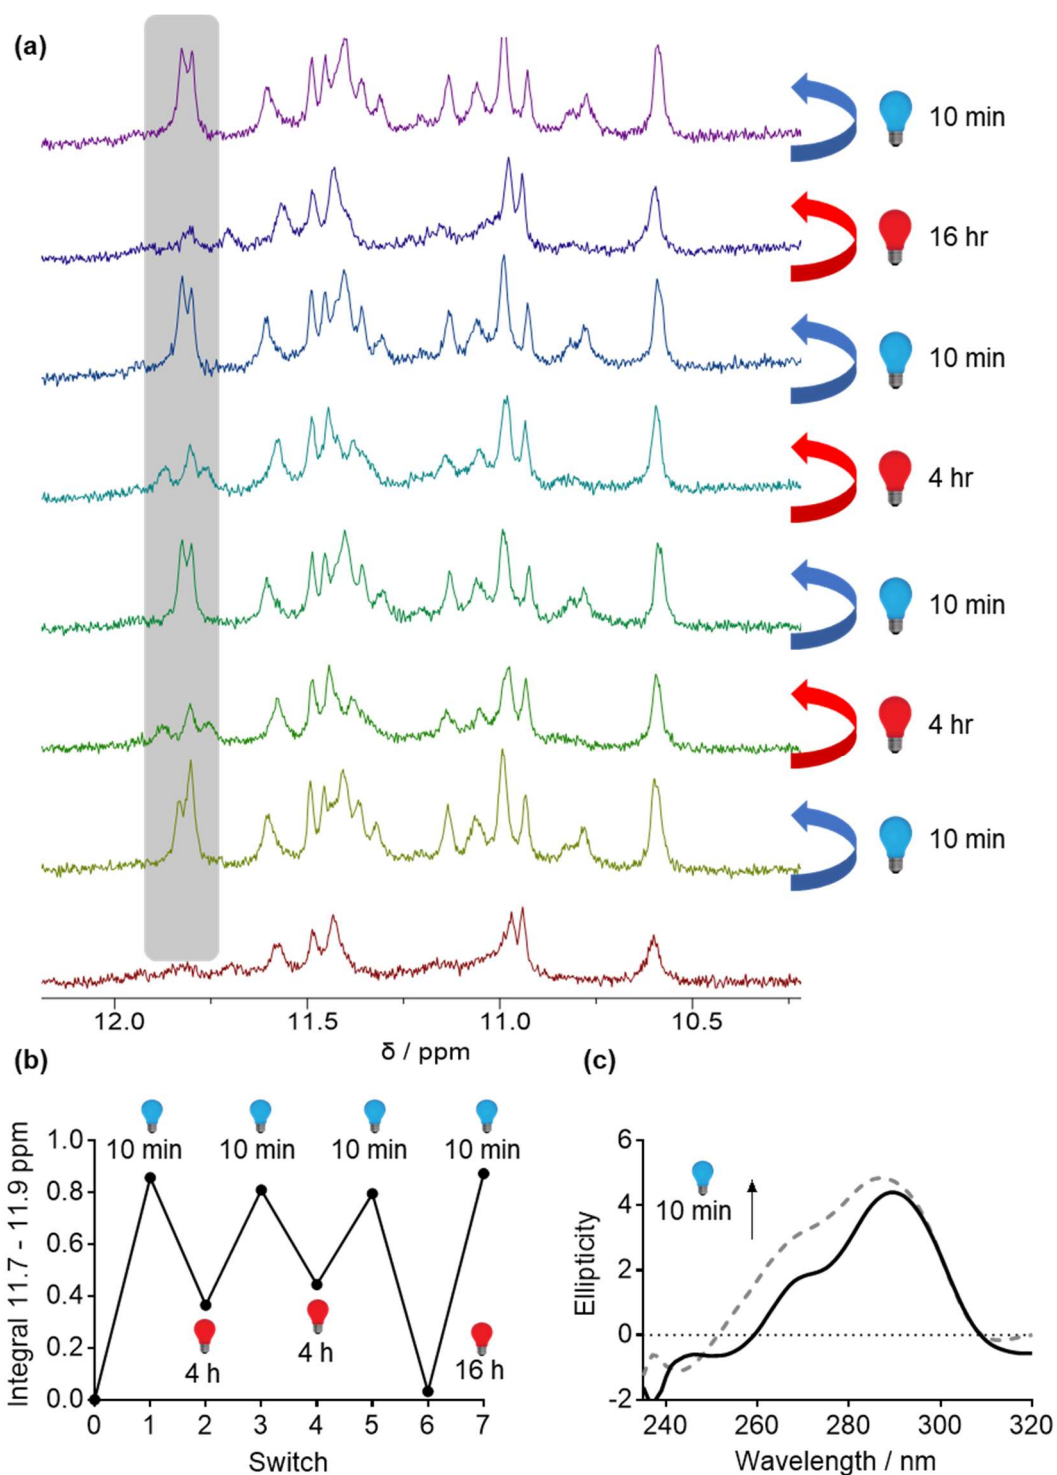 (a)
10 min
16 hr
10 min
4 hr
10 min
4 hr
10 min
12.0 11.5 11.0 10.5
δ / ppm
(b)
10 min 10 min 10 min 10 min
Integral 11.7 - 11.9 ppm
1.0
0.8
0.6
0.4
0.2
0.0
4 h
4 h
16 h
0 1 2 3 4 5 6 7
Switch
(c)
Ellipticity
6
4
2
0
-2
10 min
240 260 280 300 320
Wavelength / nm